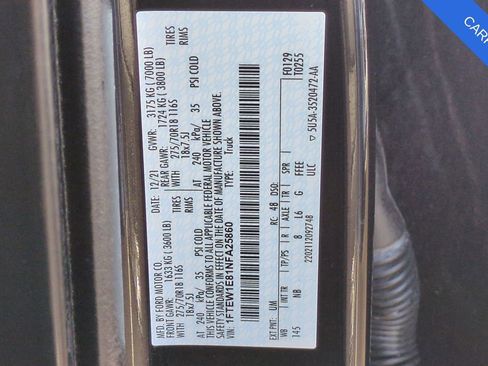 MFD. BY FORD MOTOR CO.
DATE: 12/21 GVWR: 3175 KG ( 7000 LB)
FRONT GAWR: 1633 KG ( 3600 LB) REAR GAWR: 1724 KG ( 3800 LB)
WITH 275/70R18 116S TIRES WITH 275/70R18 116S TIRES
18x7.5J RIMS 18x7.5J RIMS
AT 240 kPa/ 35 PSI COLD AT 240 kPa/ 35 PSI COLD
THIS VEHICLE CONFORMS TO ALL APPLICABLE FEDERAL MOTOR VEHICLE
SAFETY STANDARDS IN EFFECT ON THE DATE OF MANUFACTURE SHOWN ABOVE.
VIN: 1FTEW1E81NFA25860
TYPE: Truck
F0129
T0255
EXT PNT: UM RC: 48 DSO:
WB INT TR TP/PS R AXLE TR SPR
145 NB 8 L6 G FFEE
ULC
2202112092748 5U5A-3520472-AA
CARF